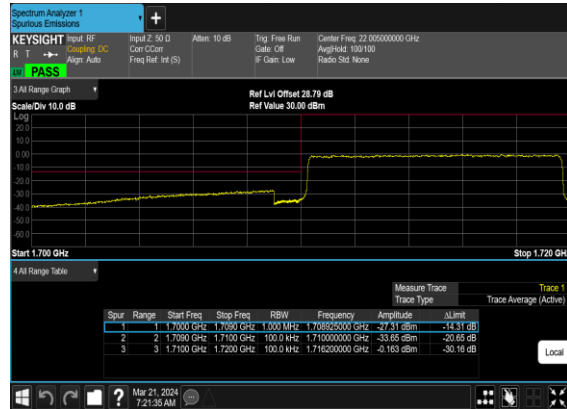 Spectrum Analyzer 1
Spurious Emissions
+
KEYSIGHT Input: RF Input Z: 50 Ω Atten: 10 dB Trig: Free Run Center Freq: 22.005000000 GHz
R T Coupling: DC Corr CCorr Gate: Off Avg|Hold: 100/100
Align: Auto Freq Ref: Int (S) IF Gain: Low Radio Std: None
PASS
3 All Range Graph
Ref Lvl Offset 28.79 dB
Scale/Div 10.0 dB Ref Value 30.00 dBm
Log
20.0
10.0
0.00
-10.0
-20.0
-30.0
-40.0
-50.0
-60.0
Start 1.700 GHz Stop 1.720 GH
4 All Range Table
Measure Trace Trace 1
Trace Type Trace Average (Active)
Spur Range Start Freq Stop Freq RBW Frequency Amplitude ΔLimit
1 1 1.7000 GHz 1.7090 GHz 1.000 MHz 1.708925000 GHz -27.31 dBm -14.31 dB
2 2 1.7090 GHz 1.7100 GHz 100.0 kHz 1.710000000 GHz -33.65 dBm -20.65 dB
3 3 1.7100 GHz 1.7200 GHz 100.0 kHz 1.716200000 GHz -0.163 dBm -30.16 dB
Local
? Mar 21, 2024
7:21:35 AM